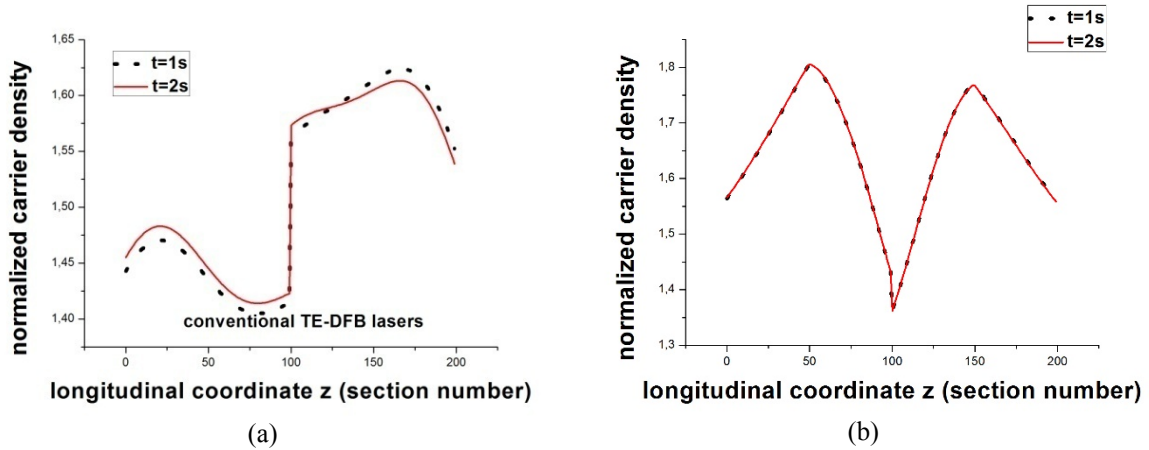 normalized carrier density
1,65
1,60
1,55
1,50
1,45
1,40
t=1s
t=2s
conventional TE-DFB lasers
0
50
100
150
200
longitudinal coordinate z (section number)
(a)
normalized carrier density
1,8
1,7
1,6
1,5
1,4
1,3
t=1s
t=2s
0
50
100
150
200
longitudinal coordinate z (section number)
(b)